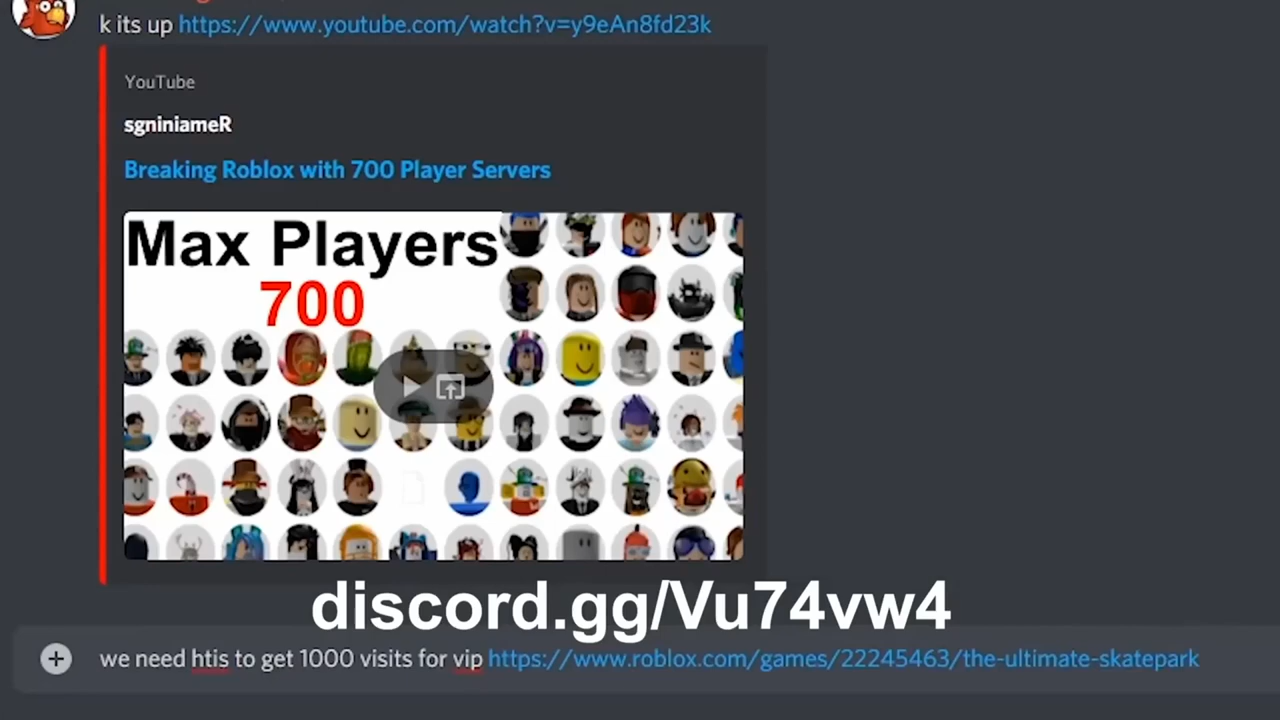 k its up https://www.youtube.com/watch?v=y9eAn8fd23k
YouTube
sgniniameR
Breaking Roblox with 700 Player Servers
Max Players
700
discord.gg/Vu74vw4
we need htis to get 1000 visits for vip https://www.roblox.com/games/22245463/the-ultimate-skatepark